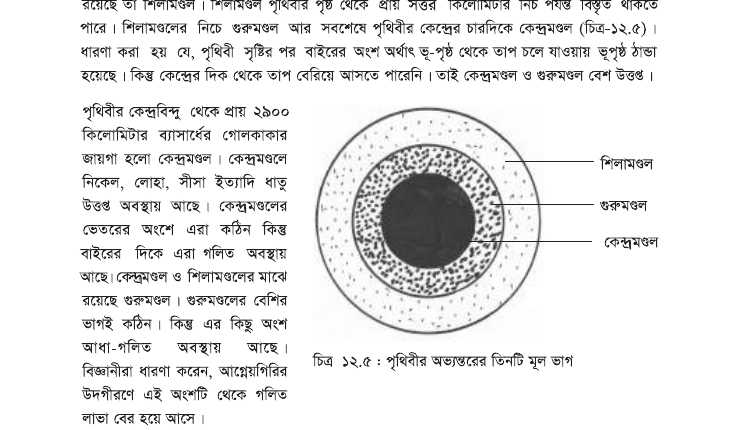 রয়েছে তা শিলামণ্ডল। শিলামণ্ডল পৃথিবীর পৃষ্ঠ থেকে প্রায় সত্তর কিলোমিটার নিচ পর্যন্ত বিস্তৃত থাকতে
পারে। শিলামণ্ডলের নিচে গুরুমণ্ডল আর সবশেষে পৃথিবীর কেন্দ্রের চারদিকে কেন্দ্রমণ্ডল (চিত্র-১২.৫)।
ধারণা করা হয় যে, পৃথিবী সৃষ্টির পর বাইরের অংশ অর্থাৎ ভূ-পৃষ্ঠ থেকে তাপ চলে যাওয়ায় ভূপৃষ্ঠ ঠান্ডা
হয়েছে। কিন্তু কেন্দ্রের দিক থেকে তাপ বেরিয়ে আসতে পারেনি। তাই কেন্দ্রমণ্ডল ও গুরুমণ্ডল বেশ উত্তপ্ত।
পৃথিবীর কেন্দ্রবিন্দু থেকে প্রায় ২৯০০
কিলোমিটার ব্যাসার্ধের গোলকাকার
জায়গা হলো কেন্দ্রমণ্ডল। কেন্দ্রমণ্ডলে
নিকেল, লোহা, সীসা ইত্যাদি ধাতু
উত্তপ্ত অবস্থায় আছে। কেন্দ্রমণ্ডলের
ভেতরের অংশে এরা কঠিন কিন্তু
বাইরের দিকে এরা গলিত অবস্থায়
আছে। কেন্দ্রমণ্ডল ও শিলামণ্ডলের মাঝে
রয়েছে গুরুমণ্ডল। গুরুমণ্ডলের বেশির
ভাগই কঠিন। কিন্তু এর কিছু অংশ
আধা-গলিত অবস্থায় আছে।
বিজ্ঞানীরা ধারণা করেন, আগ্নেয়গিরির
উদগীরণে এই অংশটি থেকে গলিত
লাভা বের হয়ে আসে।
শিলামণ্ডল
গুরুমণ্ডল
কেন্দ্রমণ্ডল
চিত্র ১২.৫ : পৃথিবীর অভ্যন্তরের তিনটি মূল ভাগ